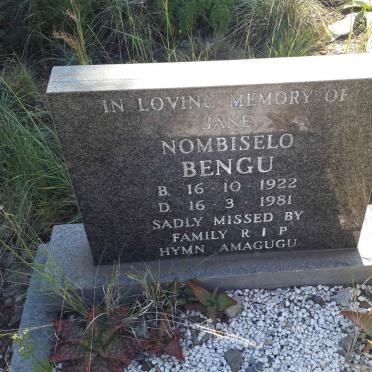 IN LOVING MEMORY OF
JANE
NOMBISELO
BENGU
B. 16 · 10 · 1922
D. 16 · 3 · 1981
SADLY MISSED BY
FAMILY R I P
HYMN AMAGUGU